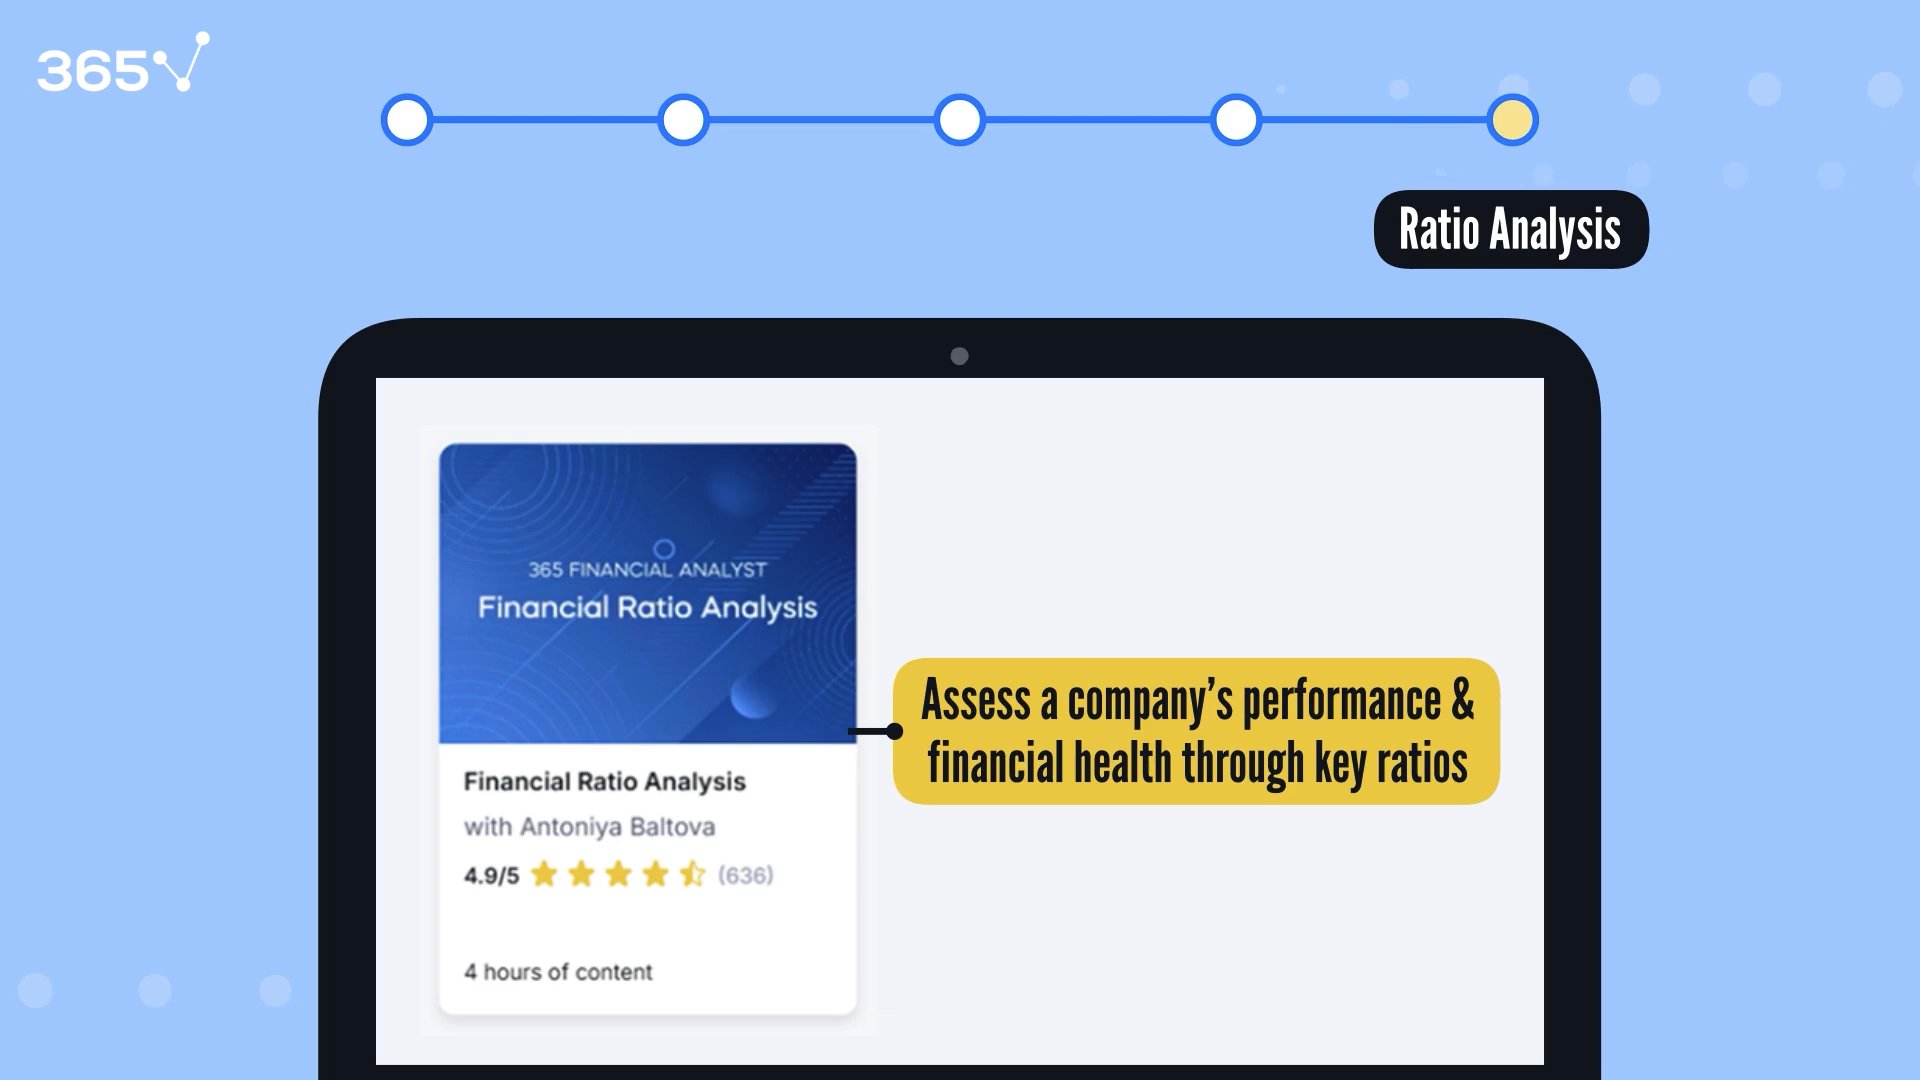 365
Ratio Analysis
365 FINANCIAL ANALYST
Financial Ratio Analysis
Assess a company's performance &
financial health through key ratios
Financial Ratio Analysis
with Antoniya Baltova
4.9/5 (636)
4 hours of content